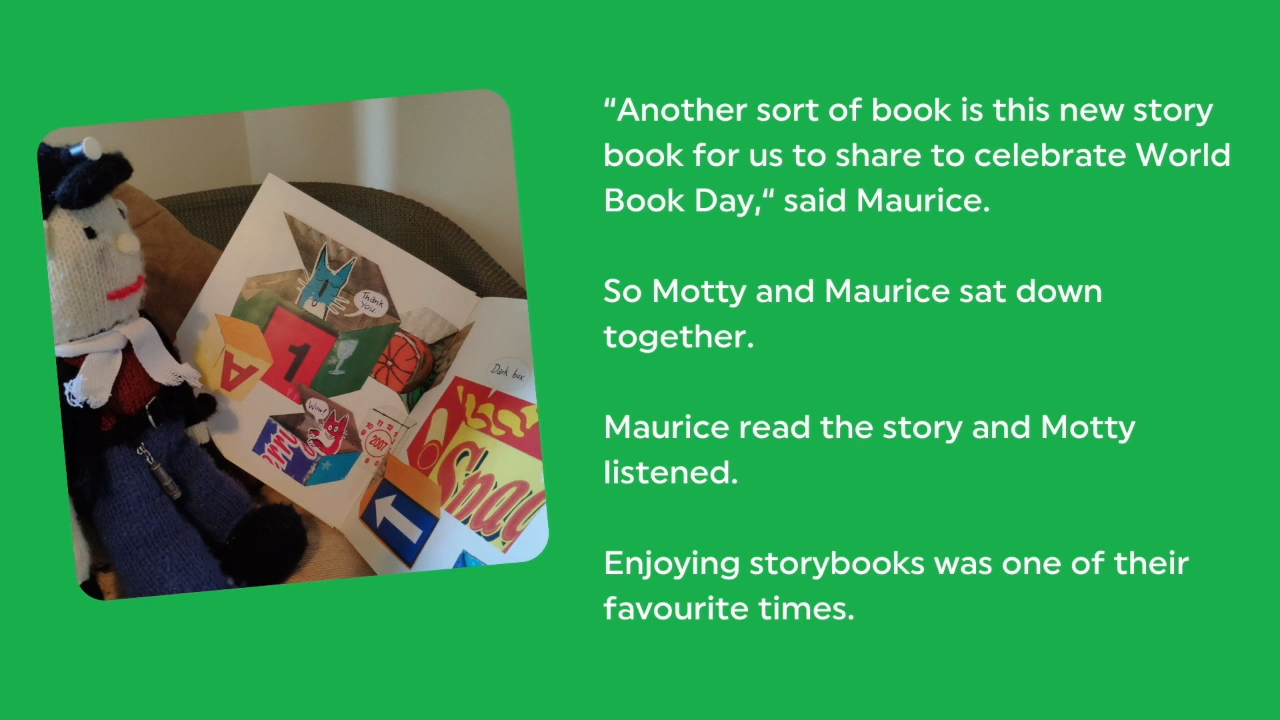 “Another sort of book is this new story
book for us to share to celebrate World
Book Day,“ said Maurice.
So Motty and Maurice sat down
together.
Maurice read the story and Motty
listened.
Enjoying storybooks was one of their
favourite times.
Thank
you
A
1
Wow!
2007
Dark box